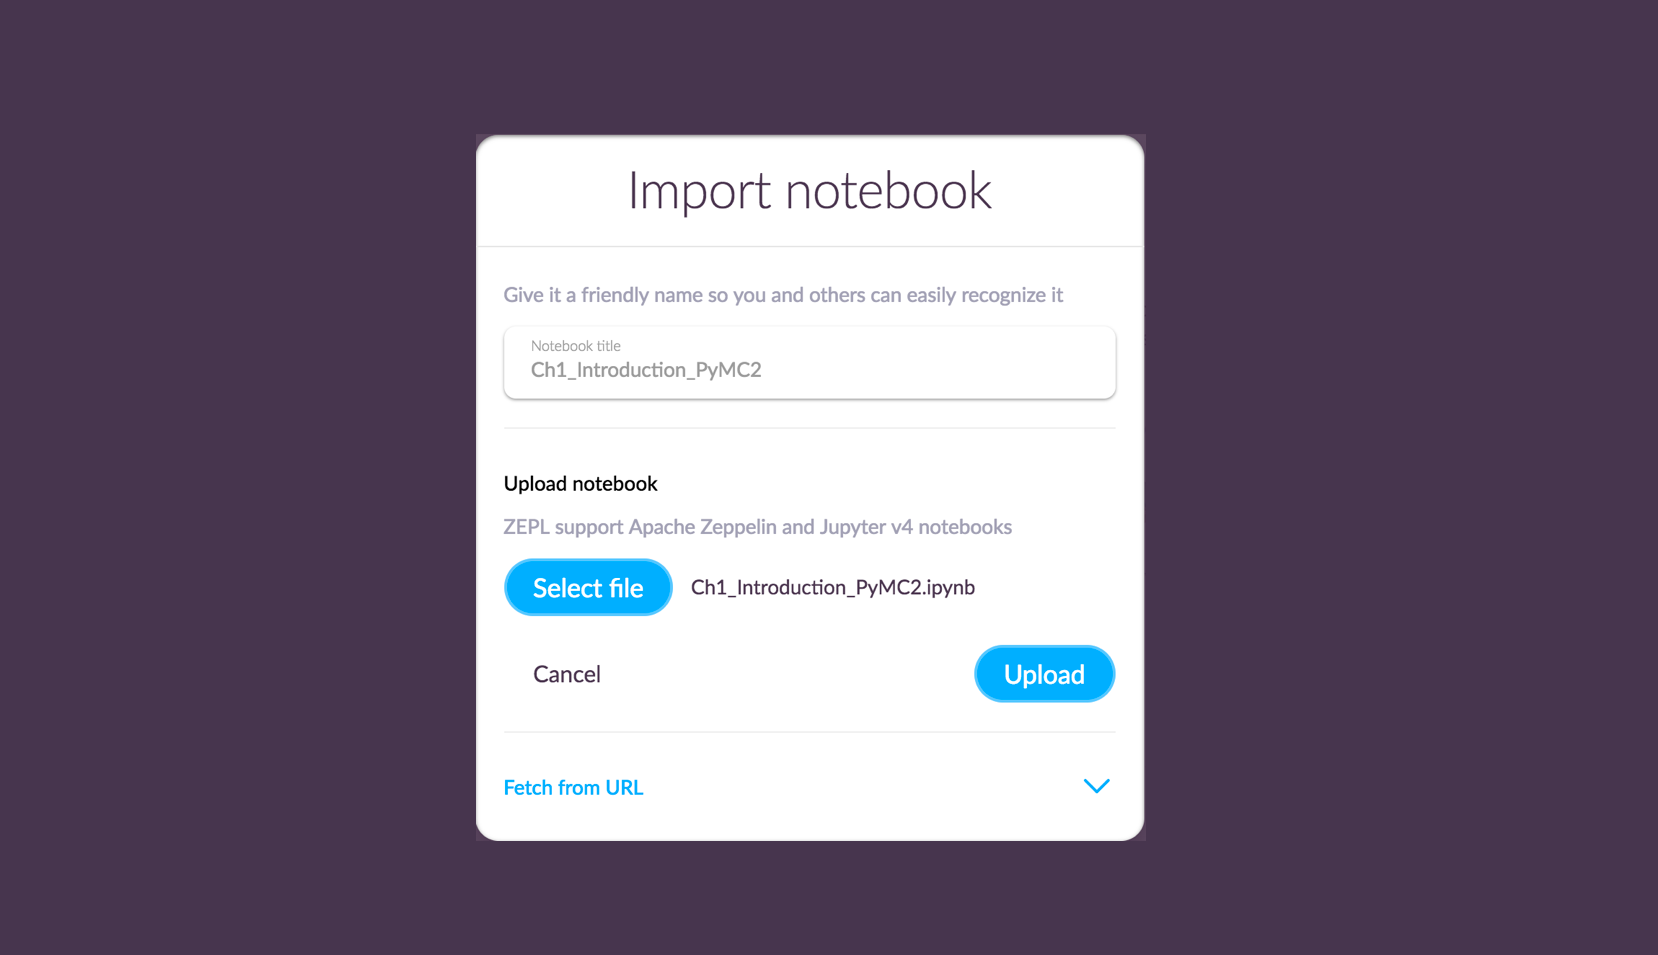 Import notebook
Give it a friendly name so you and others can easily recognize it
Notebook title
Ch1_Introduction_PyMC2
Upload notebook
ZEPL support Apache Zeppelin and Jupyter v4 notebooks
Select file
Ch1_Introduction_PyMC2.ipynb
Cancel
Upload
Fetch from URL